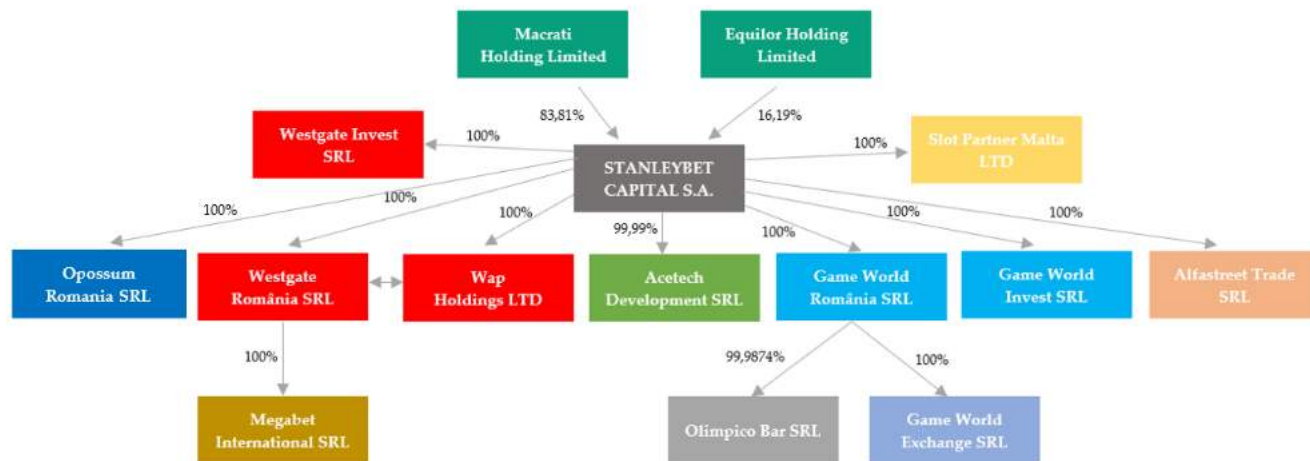 Macrati
Holding Limited
Equilor Holding
Limited
83,81%
16,19%
Westgate Invest
SRL
100%
100%
Slot Partner Malta
LTD
STANLEYBET
CAPITAL S.A.
100%
100%
100%
99,99%
100%
100%
100%
Opossum
Romania SRL
Westgate
România SRL
Wap
Holdings LTD
Acetech
Development SRL
Game World
România SRL
Game World
Invest SRL
Alfastreet Trade
SRL
100%
99,9874%
100%
Megabet
International SRL
Olimpico Bar SRL
Game World
Exchange SRL